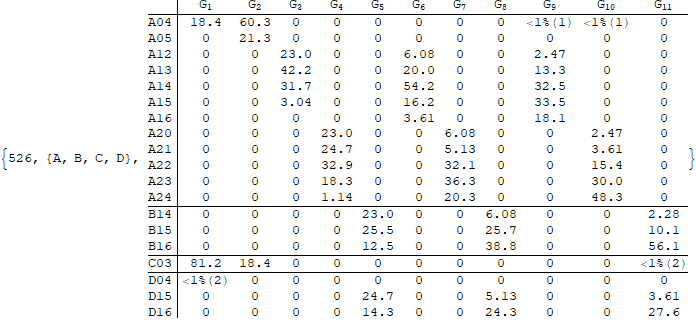 G1 G2 G3 G4 G5 G6 G7 G8 G9 G10 G11
A04 18.4 60.3 0 0 0 0 0 0 <1%(1) <1%(1) 0
A05 0 21.3 0 0 0 0 0 0 0 0 0
A12 0 0 23.0 0 0 6.08 0 0 2.47 0 0
A13 0 0 42.2 0 0 20.0 0 0 13.3 0 0
A14 0 0 31.7 0 0 54.2 0 0 32.5 0 0
A15 0 0 3.04 0 0 16.2 0 0 33.5 0 0
A16 0 0 0 0 0 3.61 0 0 18.1 0 0
A20 0 0 0 23.0 0 0 6.08 0 0 2.47 0
A21 0 0 0 24.7 0 0 5.13 0 0 3.61 0
{526, {A, B, C, D}, A22 0 0 0 32.9 0 0 32.1 0 0 15.4 0 }
A23 0 0 0 18.3 0 0 36.3 0 0 30.0 0
A24 0 0 0 1.14 0 0 20.3 0 0 48.3 0
B14 0 0 0 0 23.0 0 0 6.08 0 0 2.28
B15 0 0 0 0 25.5 0 0 25.7 0 0 10.1
B16 0 0 0 0 12.5 0 0 38.8 0 0 56.1
C03 81.2 18.4 0 0 0 0 0 0 0 0 <1%(2)
D04 <1%(2) 0 0 0 0 0 0 0 0 0 0
D15 0 0 0 0 24.7 0 0 5.13 0 0 3.61
D16 0 0 0 0 14.3 0 0 24.3 0 0 27.6